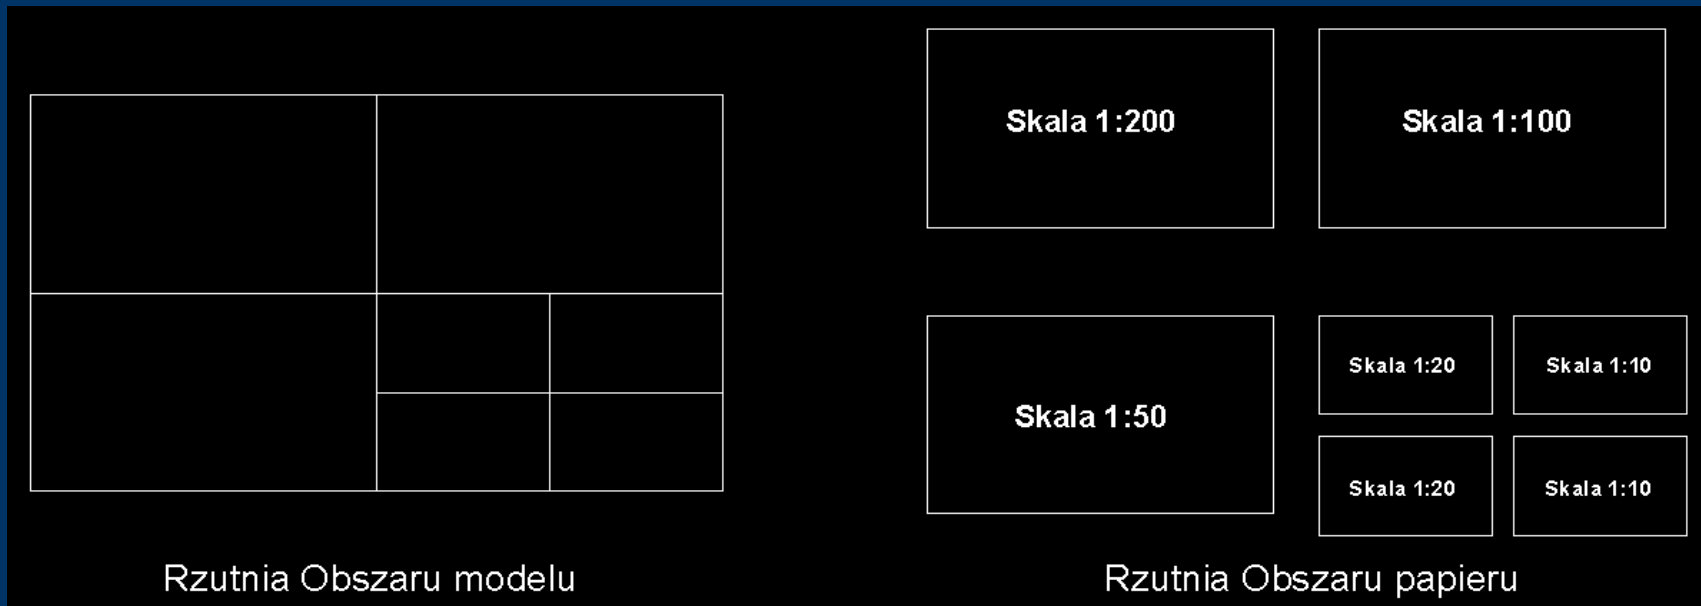 Skala 1:200
Skala 1:100
Skala 1:50
Skala 1:20
Skala 1:10
Skala 1:20
Skala 1:10
Rzutnia Obszaru modelu
Rzutnia Obszaru papieru